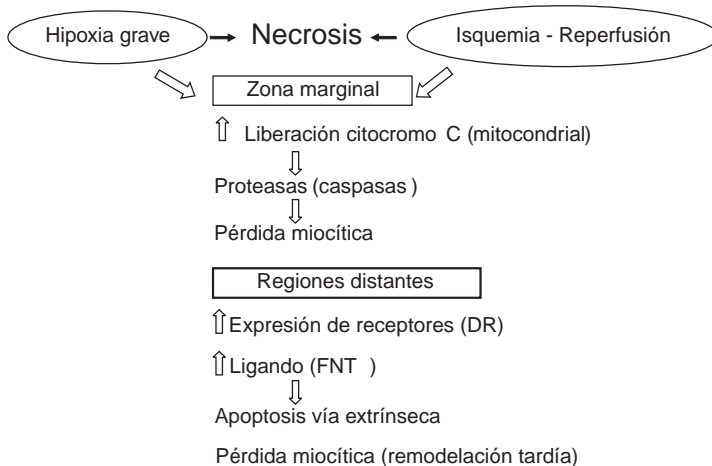 Hipoxia grave
Necrosis
Isquemia - Reperfusión
Zona marginal
Liberación citocromo C (mitocondrial)
Proteasas (caspasas )
Pérdida miocítica
Regiones distantes
Expresión de receptores (DR)
Ligando (FNT )
Apoptosis vía extrínseca
Pérdida miocítica (remodelación tardía)